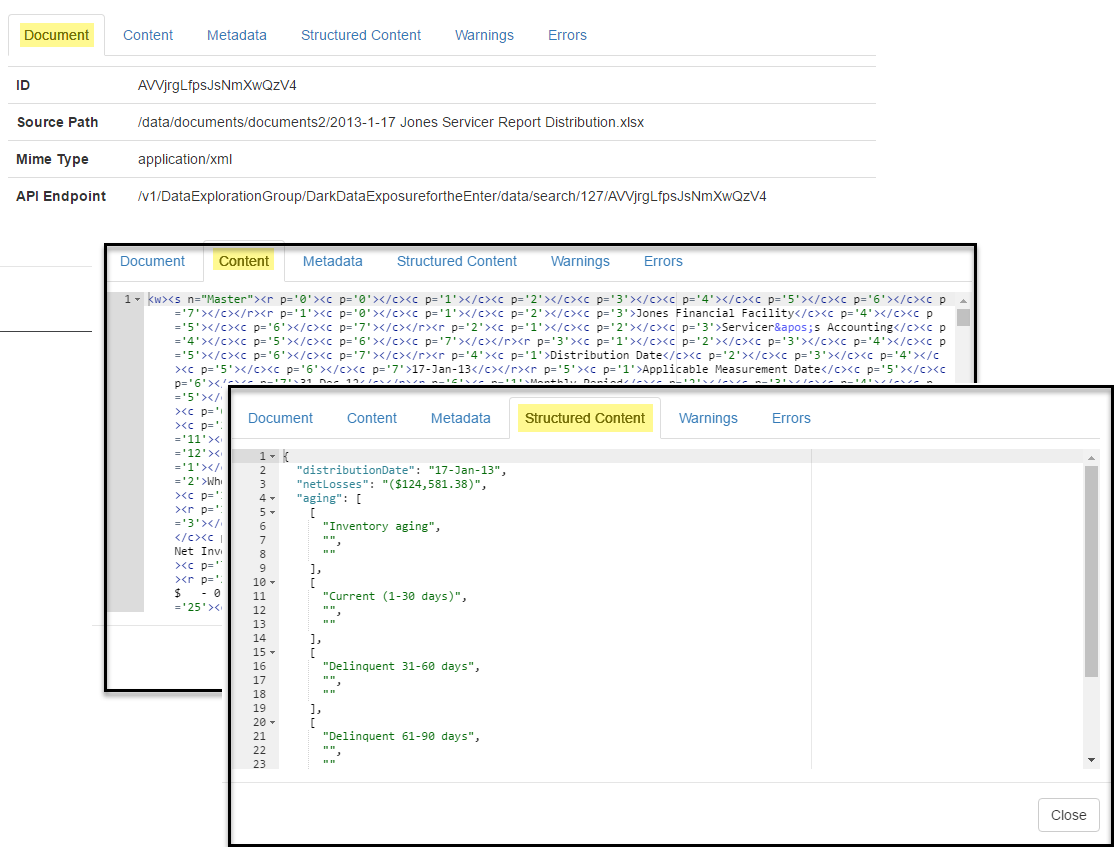 Document Content Metadata Structured Content Warnings Errors
ID AVVjrgLfpsJsNmXwQzV4
Source Path /data/documents/documents2/2013-1-17 Jones Servicer Report Distribution.xlsx
Mime Type application/xml
API Endpoint /v1/DataExplorationGroup/DarkDataExposurefortheEnter/data/search/127/AVVjrgLfpsJsNmXwQzV4
Document Content Metadata Structured Content Warnings Errors
1 <w><s n="Master"><r p='0'><c p='0'></c><c p='1'></c><c p='2'></c><c p='3'></c><c p='4'></c><c p='5'></c><c p='6'></c><c p
='7'></c></r><r p='1'><c p='0'></c><c p='1'></c><c p='2'></c><c p='3'>Jones Financial Facility</c><c p='4'></c><c p
='5'></c><c p='6'></c><c p='7'></c></r><r p='2'><c p='1'></c><c p='2'></c><c p='3'>Servicer&apos;s Accounting</c><c p
='4'></c><c p='5'></c><c p='6'></c><c p='7'></c></r><r p='3'><c p='1'></c><c p='2'></c><c p='3'></c><c p='4'></c><c p
='5'></c><c p='6'></c><c p='7'></c></r><r p='4'><c p='1'>Distribution Date</c><c p='2'></c><c p='3'></c><c p='4'></c
><c p='5'></c><c p='6'></c><c p='7'>17-Jan-13</c></r><r p='5'><c p='1'>Applicable Measurement Date</c><c p='5'></c><c
p='6'></c><c p='7'>31-Dec-12</c></r><r p='6'><c p='1'>Monthly Period</c><c p='2'></c><c p='3'></c><c p='4'></c><c p
='5'></
><c p='
><c p='
='11'><
='12'><
='1'></
='2'>Wh
><c p='
><r p='
='3'></
</c><c
Net Inv
><c p='
><r p='
$ - 0
='25'><
Document Content Metadata Structured Content Warnings Errors
1 {
2 "distributionDate": "17-Jan-13",
3 "netLosses": "($124,581.38)",
4 "aging": [
5 [
6 "Inventory aging",
7 "",
8 ""
9 ],
10 [
11 "Current (1-30 days)",
12 "",
13 ""
14 ],
15 [
16 "Delinquent 31-60 days",
17 "",
18 ""
19 ],
20 [
21 "Delinquent 61-90 days",
22 "",
23 ""
Close